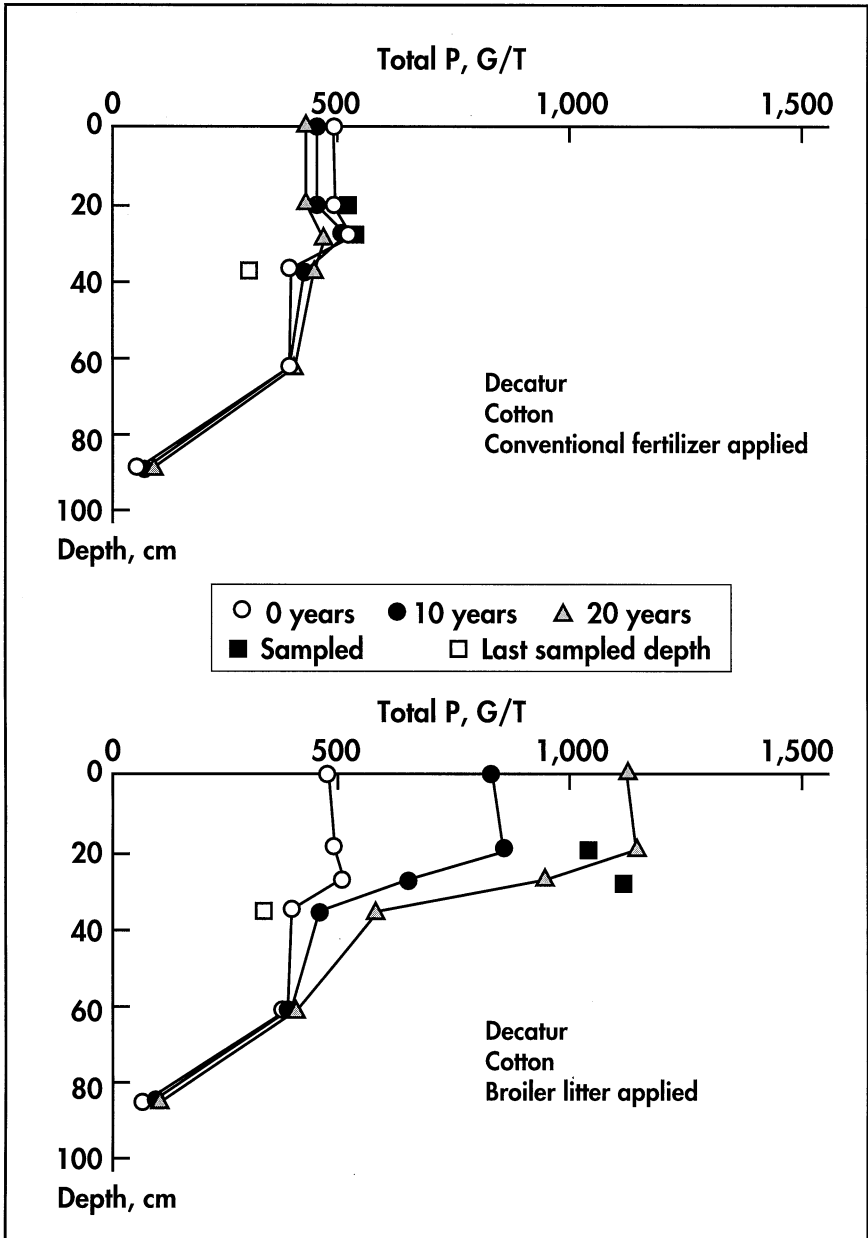 Total P, G/T
0 500 1,000 1,500
0
20
40
60
80
100
Depth, cm
Decatur
Cotton
Conventional fertilizer applied
0 years 10 years 20 years
Sampled Last sampled depth
Total P, G/T
0 500 1,000 1,500
0
20
40
60
80
100
Depth, cm
Decatur
Cotton
Broiler litter applied